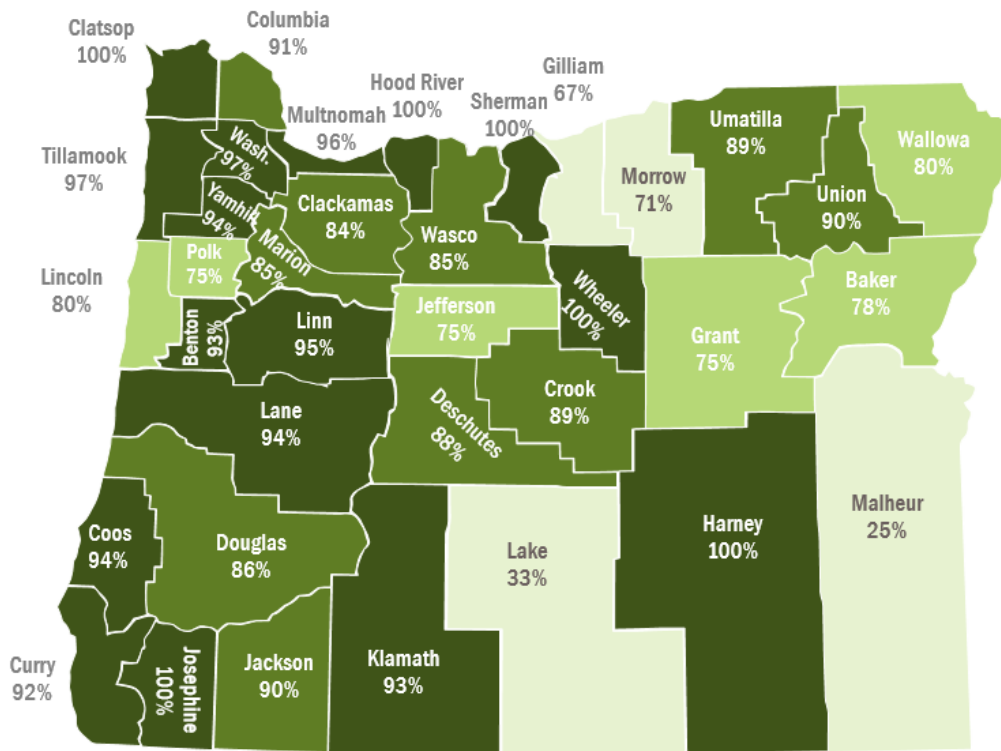 Clatsop
100%
Columbia
91%
Hood River
100%
Gilliam
67%
Multnomah
96%
Sherman
100%
Umatilla
89%
Wallowa
80%
Tillamook
97%
Wash.
97%
Morrow
71%
Union
90%
Yamhill
94%
Clackamas
84%
Wasco
85%
Marion
85%
Polk
75%
Lincoln
80%
Baker
78%
Wheeler
100%
Jefferson
75%
Benton
93%
Linn
95%
Grant
75%
Crook
89%
Lane
94%
Deschutes
88%
Malheur
25%
Coos
94%
Douglas
86%
Lake
33%
Harney
100%
Curry
92%
Josephine
100%
Jackson
90%
Klamath
93%